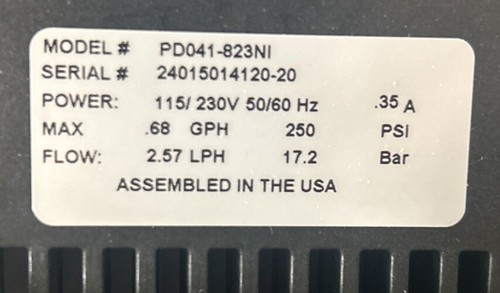 MODEL # PD041-823NI
SERIAL # 24015014120-20
POWER: 115/ 230V 50/60 Hz .35 A
MAX .68 GPH 250 PSI
FLOW: 2.57 LPH 17.2 Bar
ASSEMBLED IN THE USA